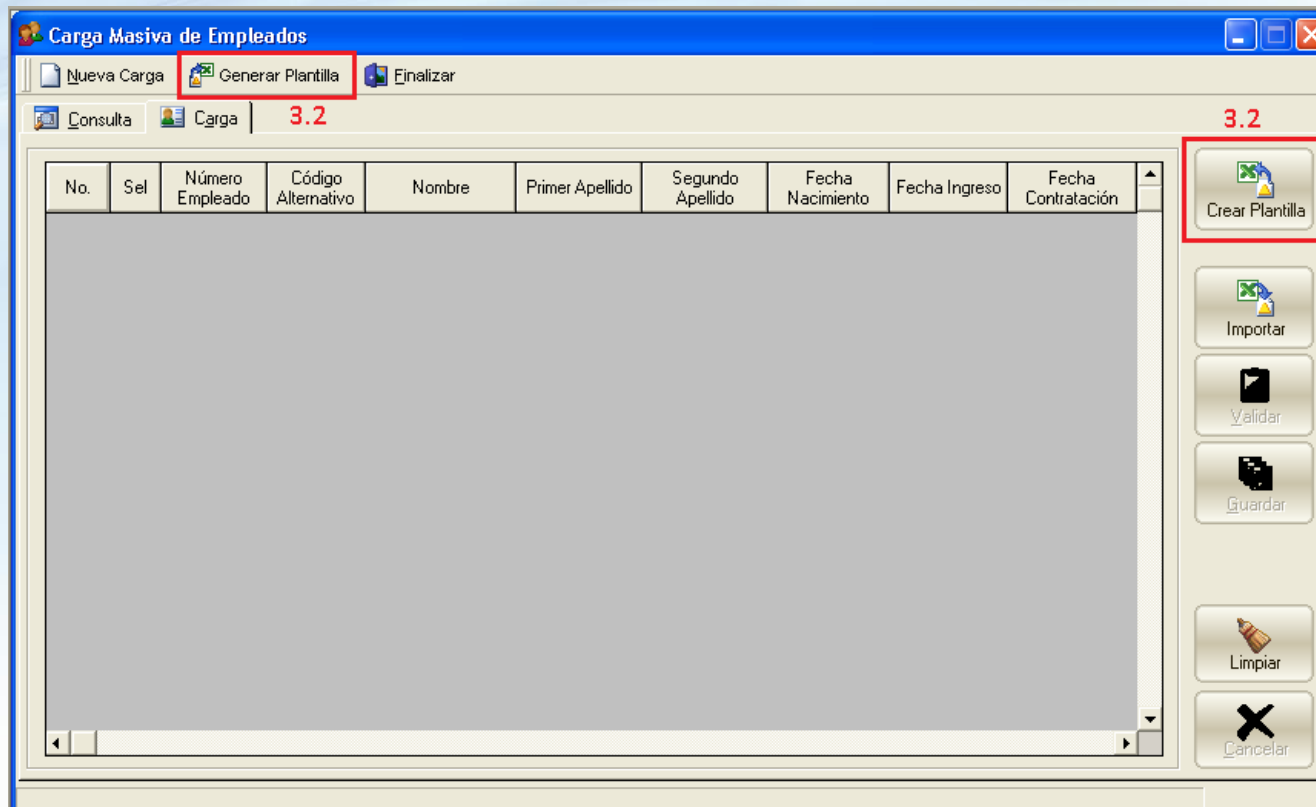 Carga Masiva de Empleados
Nueva Carga Generar Plantilla Finalizar
Consulta Carga 3.2 3.2
No. Sel Número Empleado Código Alternativo Nombre Primer Apellido Segundo Apellido Fecha Nacimiento Fecha Ingreso Fecha Contratación
Crear Plantilla
Importar
Validar
Guardar
Limpiar
Cancelar